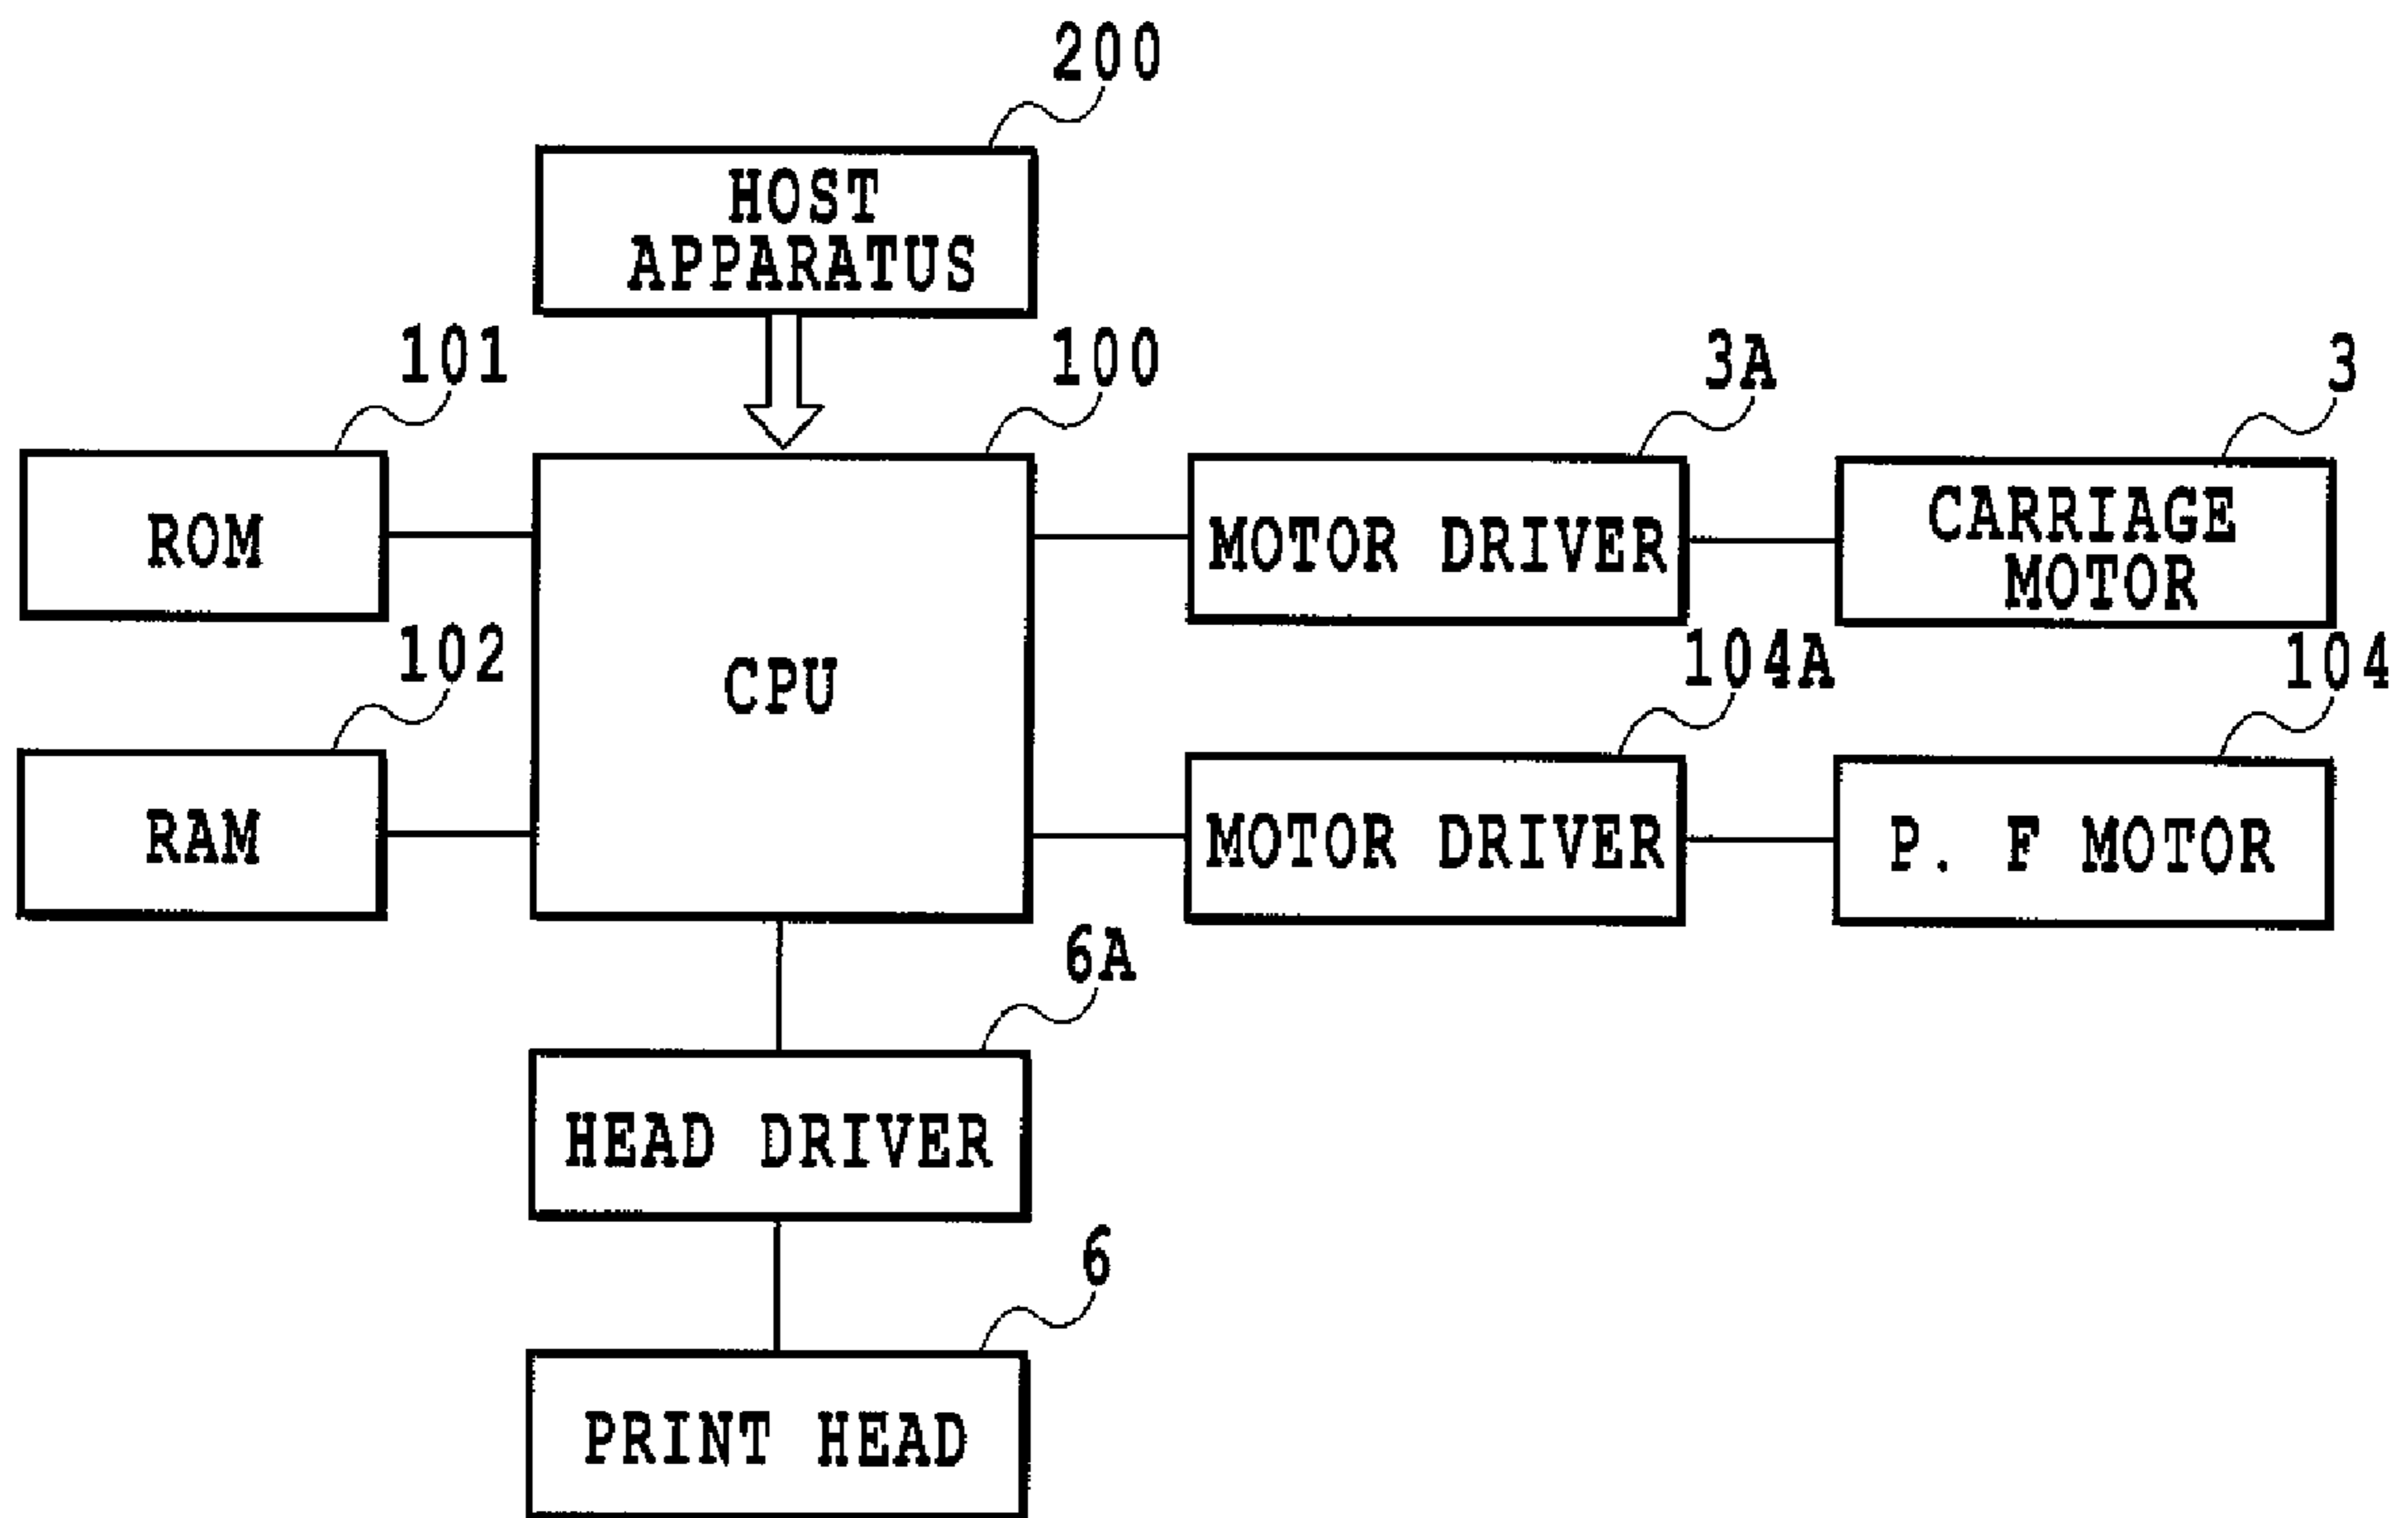 200
HOST
APPARATUS
101
100
3A
3
ROM
MOTOR DRIVER
CARRIAGE
MOTOR
102
CPU
104A
104
RAM
MOTOR DRIVER
P. F MOTOR
6A
HEAD DRIVER
6
PRINT HEAD